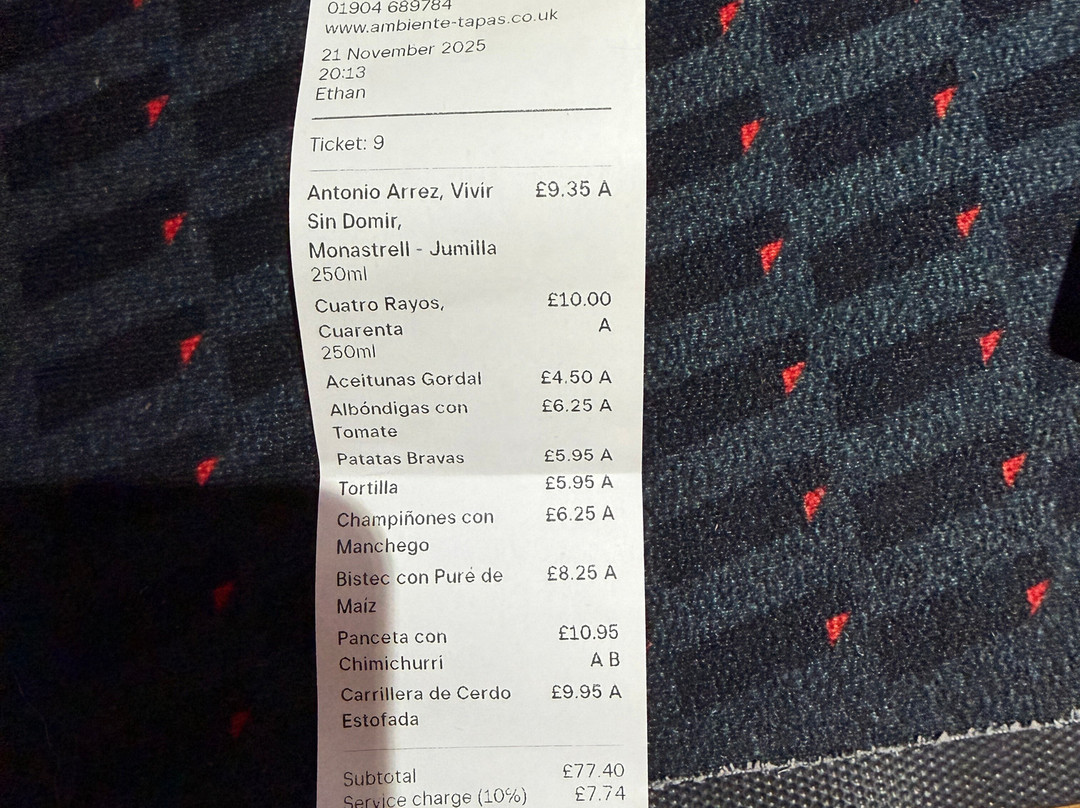 01904 689784
www.ambiente-tapas.co.uk
21 November 2025
20:13
Ethan
Ticket: 9
Antonio Arrez, Vivir £9.35 A
Sin Domir,
Monastrell - Jumilla
250ml
Cuatro Rayos, £10.00
Cuarenta A
250ml
Aceitunas Gordal £4.50 A
Albóndigas con £6.25 A
Tomate
Patatas Bravas £5.95 A
Tortilla £5.95 A
Champiñones con £6.25 A
Manchego
Bistec con Puré de £8.25 A
Maíz
Panceta con £10.95
Chimichurri A B
Carrillera de Cerdo £9.95 A
Estofada
Subtotal £77.40
Service charge (10%) £7.74